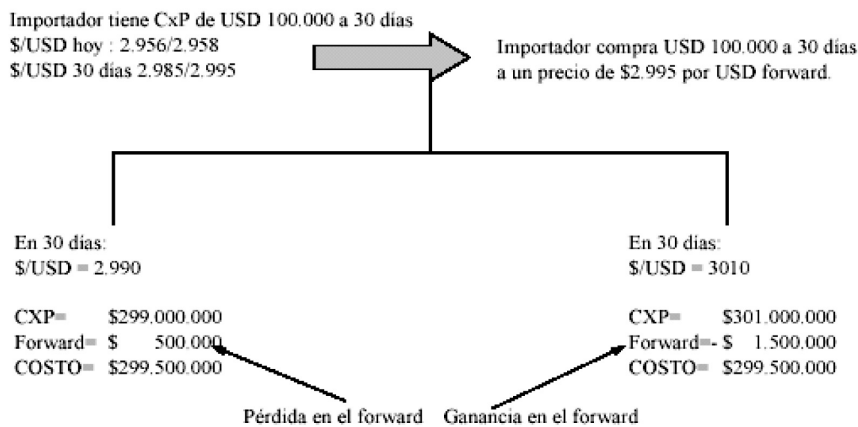 Importador tiene CxP de USD 100.000 a 30 días
$/USD hoy : 2.956/2.958
$/USD 30 días 2.985/2.995
Importador compra USD 100.000 a 30 días
a un precio de $2.995 por USD forward.
En 30 días:
$/USD = 2.990
CXP= $299.000.000
Forward= $ 500.000
COSTO= $299.500.000
En 30 días:
$/USD = 3010
CXP= $301.000.000
Forward=- $ 1.500.000
COSTO= $299.500.000
Pérdida en el forward
Ganancia en el forward